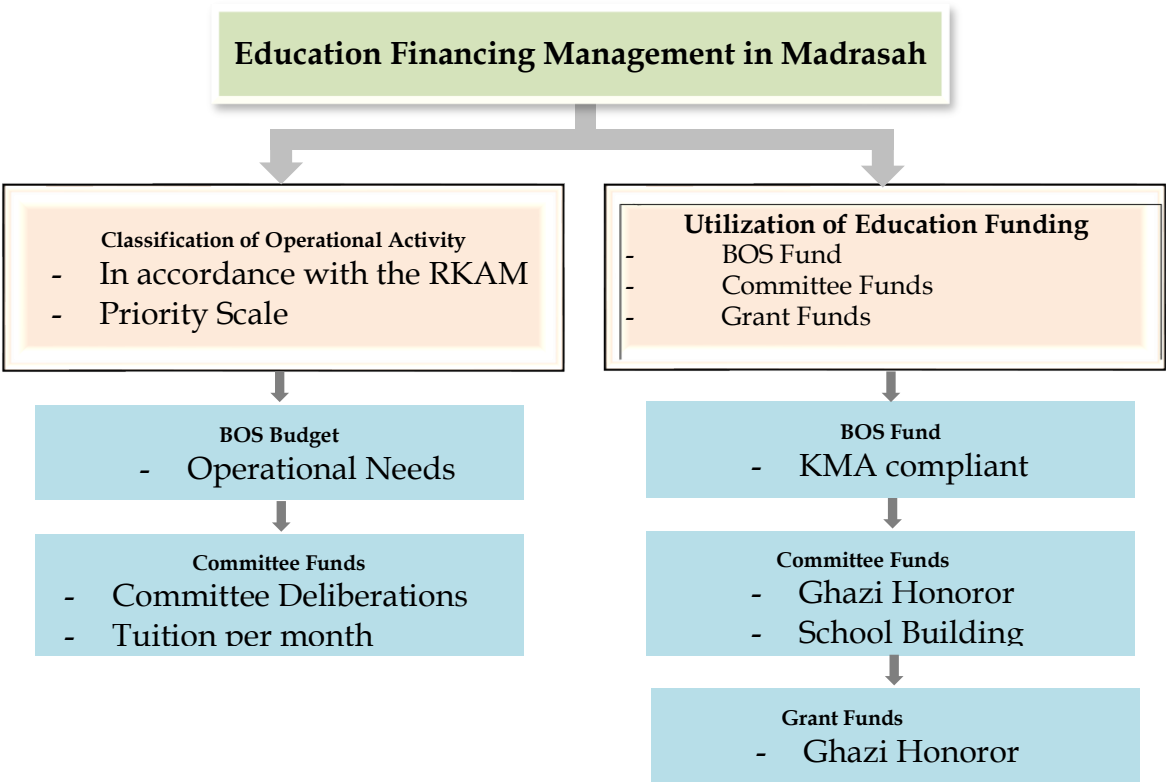 Education Financing Management in Madrasah
Classification of Operational Activity
- In accordance with the RKAM
- Priority Scale
BOS Budget
- Operational Needs
Committee Funds
- Committee Deliberations
- Tuition per month
Utilization of Education Funding
- BOS Fund
- Committee Funds
- Grant Funds
BOS Fund
- KMA compliant
Committee Funds
- Ghazi Honoror
- School Building
Grant Funds
- Ghazi Honoror